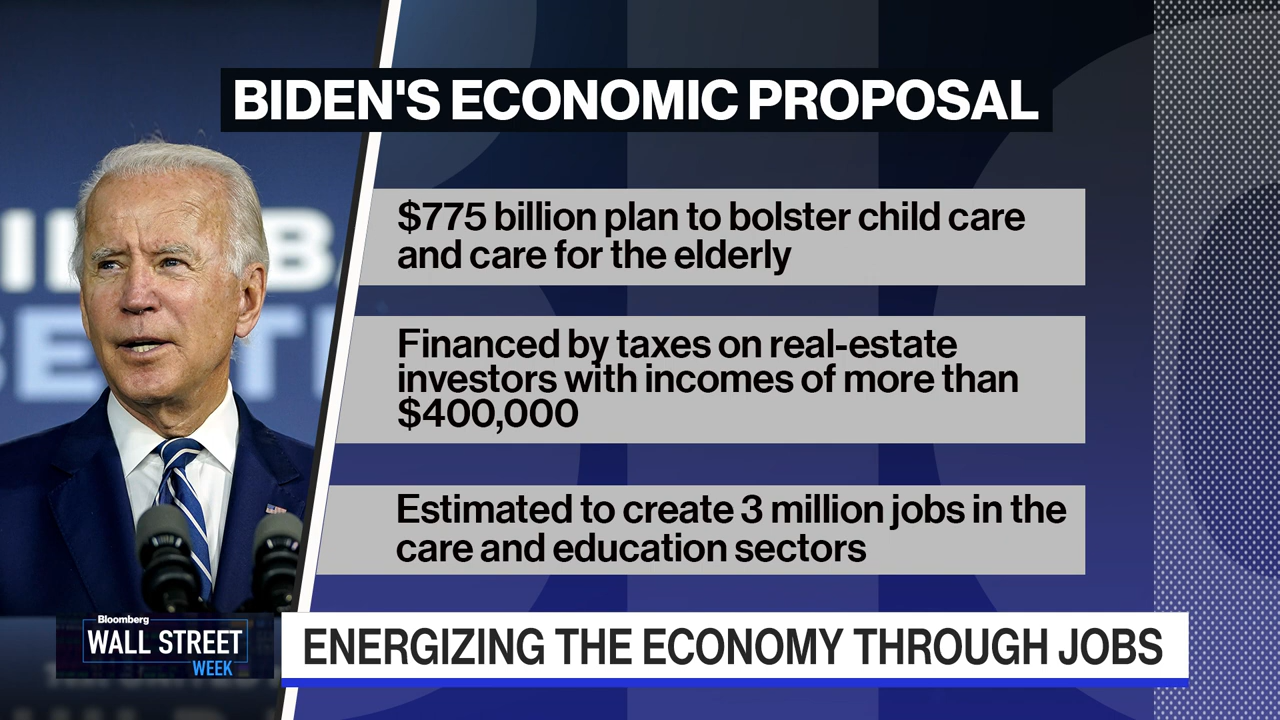 BIDEN'S ECONOMIC PROPOSAL
$775 billion plan to bolster child care
and care for the elderly
Financed by taxes on real-estate
investors with incomes of more than
$400,000
Estimated to create 3 million jobs in the
care and education sectors
Bloomberg
WALL STREET
WEEK
ENERGIZING THE ECONOMY THROUGH JOBS